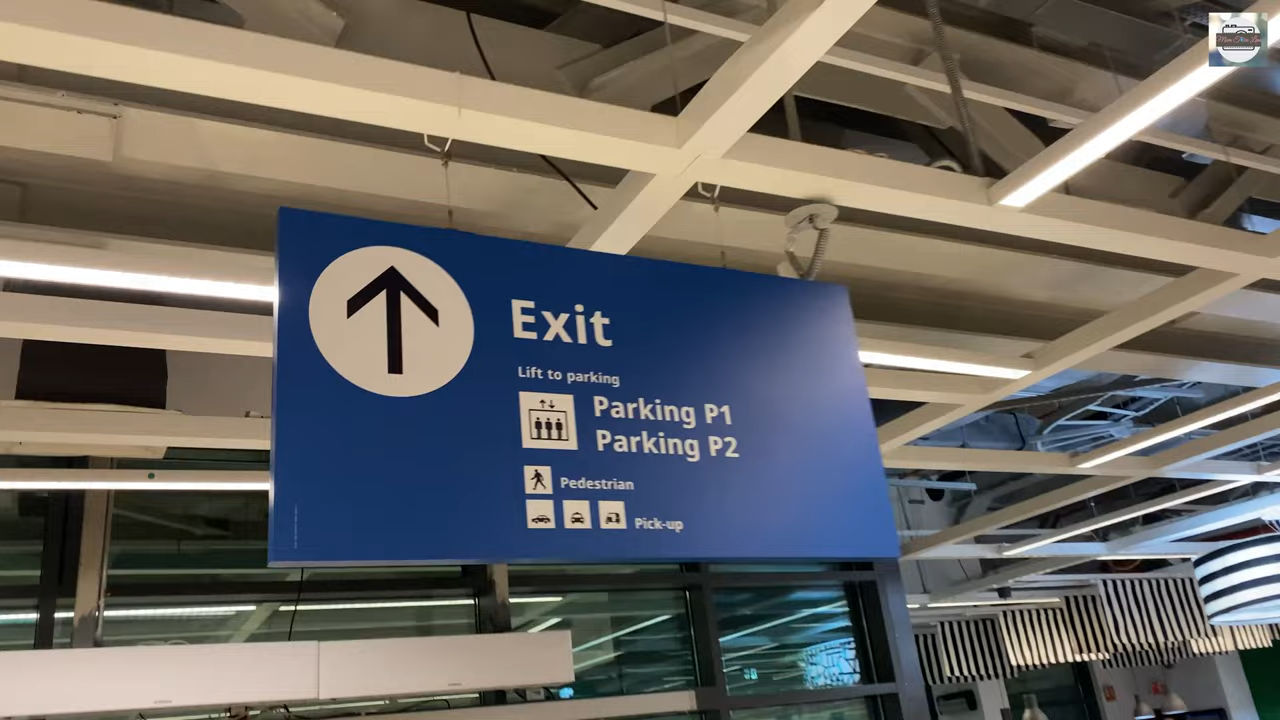 Exit
Lift to parking
Parking P1
Parking P2
Pedestrian
Pick-up